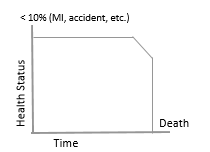 < 10% (MI, accident, etc.)
Health Status
Death
Time